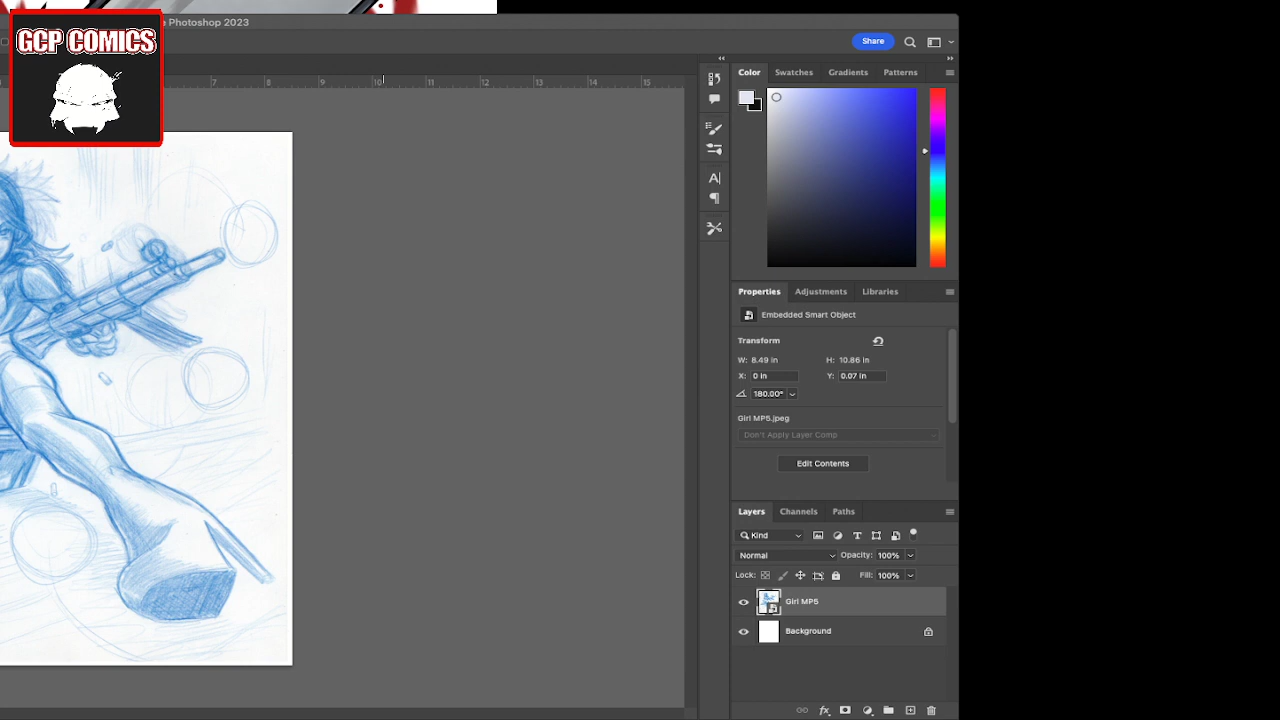 Photoshop 2023
GCP COMICS
Share
7 8 9 10 11 12 13 14 15
Color Swatches Gradients Patterns
A
Properties Adjustments Libraries
Embedded Smart Object
Transform
W: 8.49 in H: 10.86 in
X: 0 in Y: 0.07 in
180.00°
Girl MP5.jpeg
Don't Apply Layer Comp
Edit Contents
Layers Channels Paths
Kind
Normal Opacity: 100%
Lock: Fill: 100%
Girl MP5
Background
fx